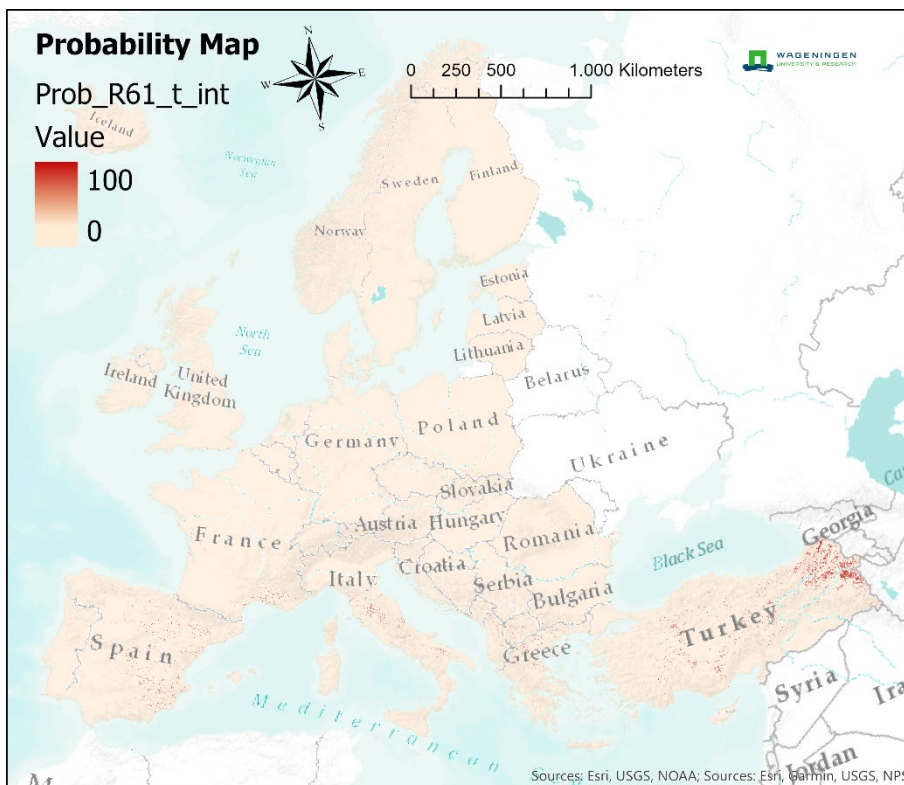 Probability Map
Prob_R61_t_int
Value
100
0
N
W
E
S
0 250 500 1.000 Kilometers
WAGENINGEN
UNIVERSITY & RESEARCH
Iceland
Norwegian
Sea
Sweden
Finland
Norway
Estonia
Latvia
Lithuania
North
Sea
Ireland
United
Kingdom
Belarus
Germany
Poland
Ukraine
Slovakia
Austria
Hungary
France
Romania
Croatia
Italy
Serbia
Bulgaria
Black Sea
Georgia
Spain
Greece
Turkey
Syria
Jordan
Mediterranean
Sources: Esri, USGS, NOAA; Sources: Esri, Garmin, USGS, NPS